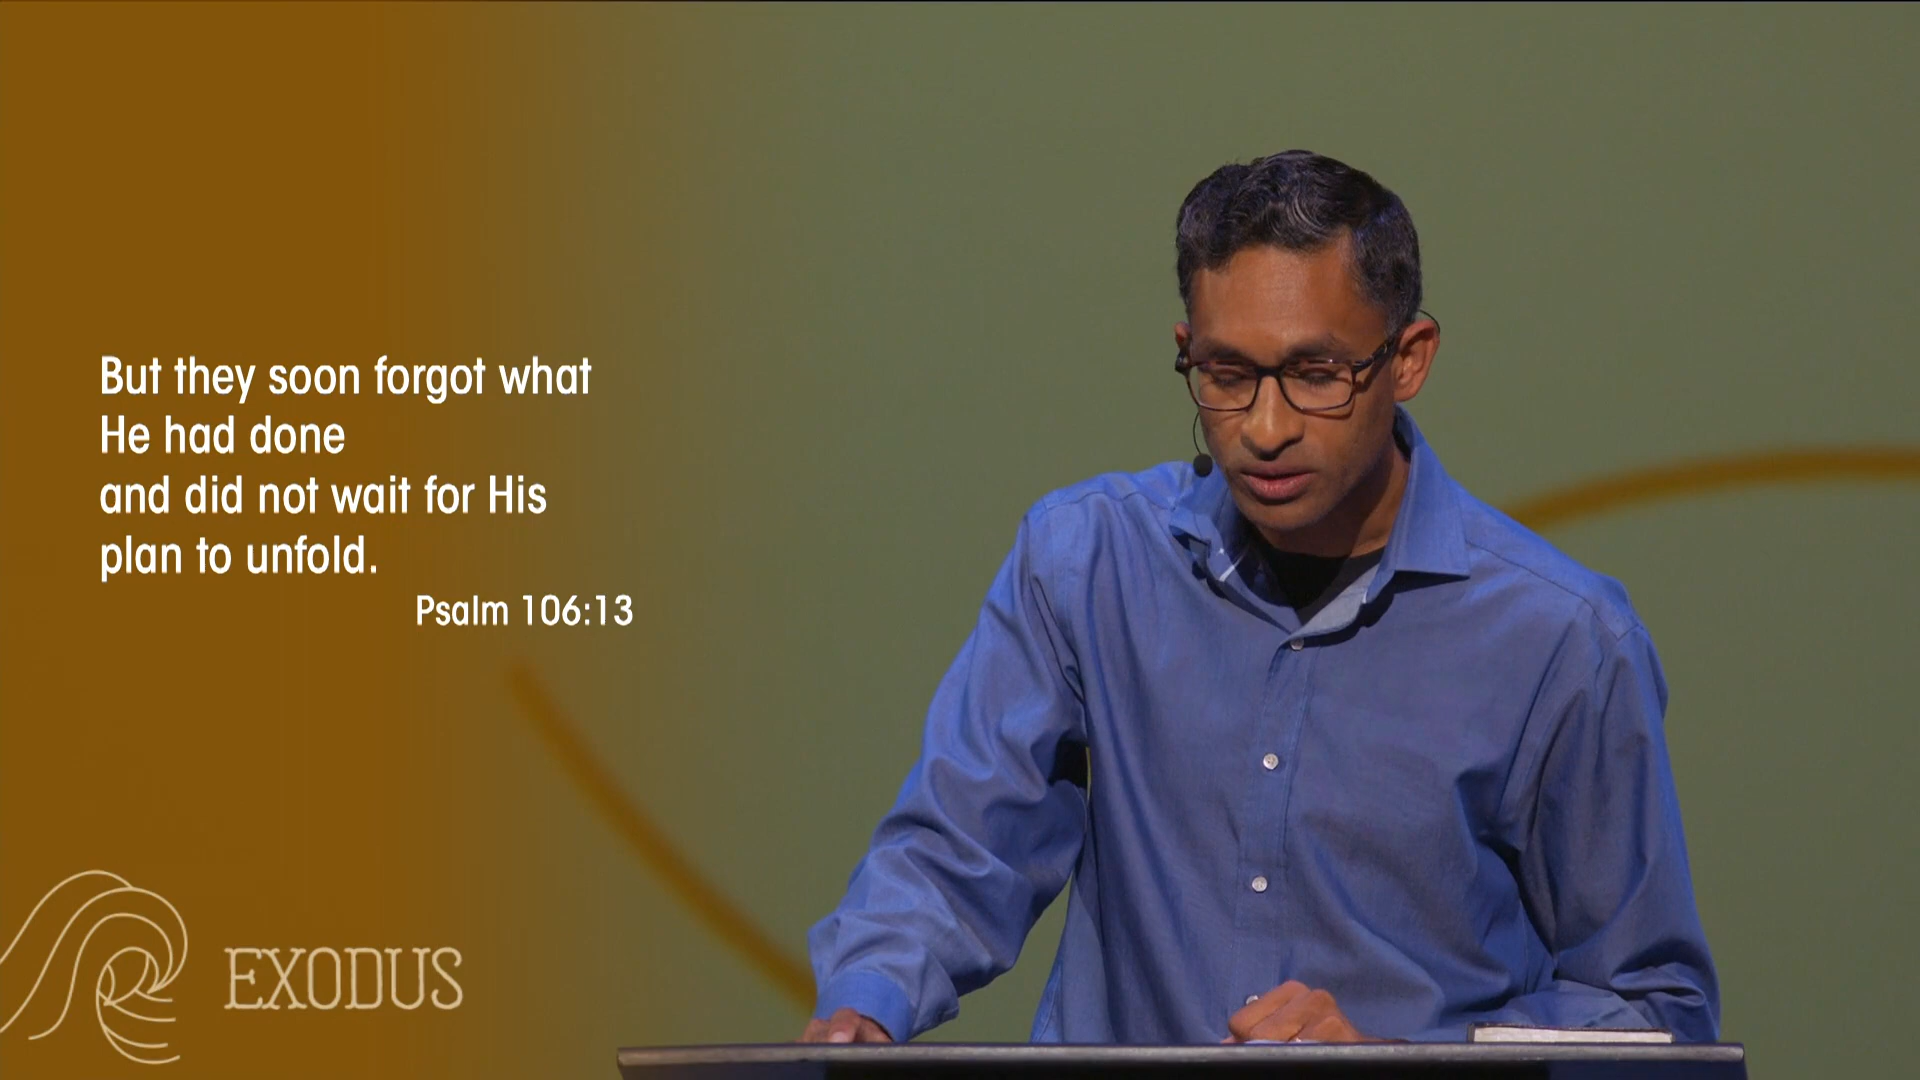 But they soon forgot what
He had done
and did not wait for His
plan to unfold.
Psalm 106:13
EXODUS